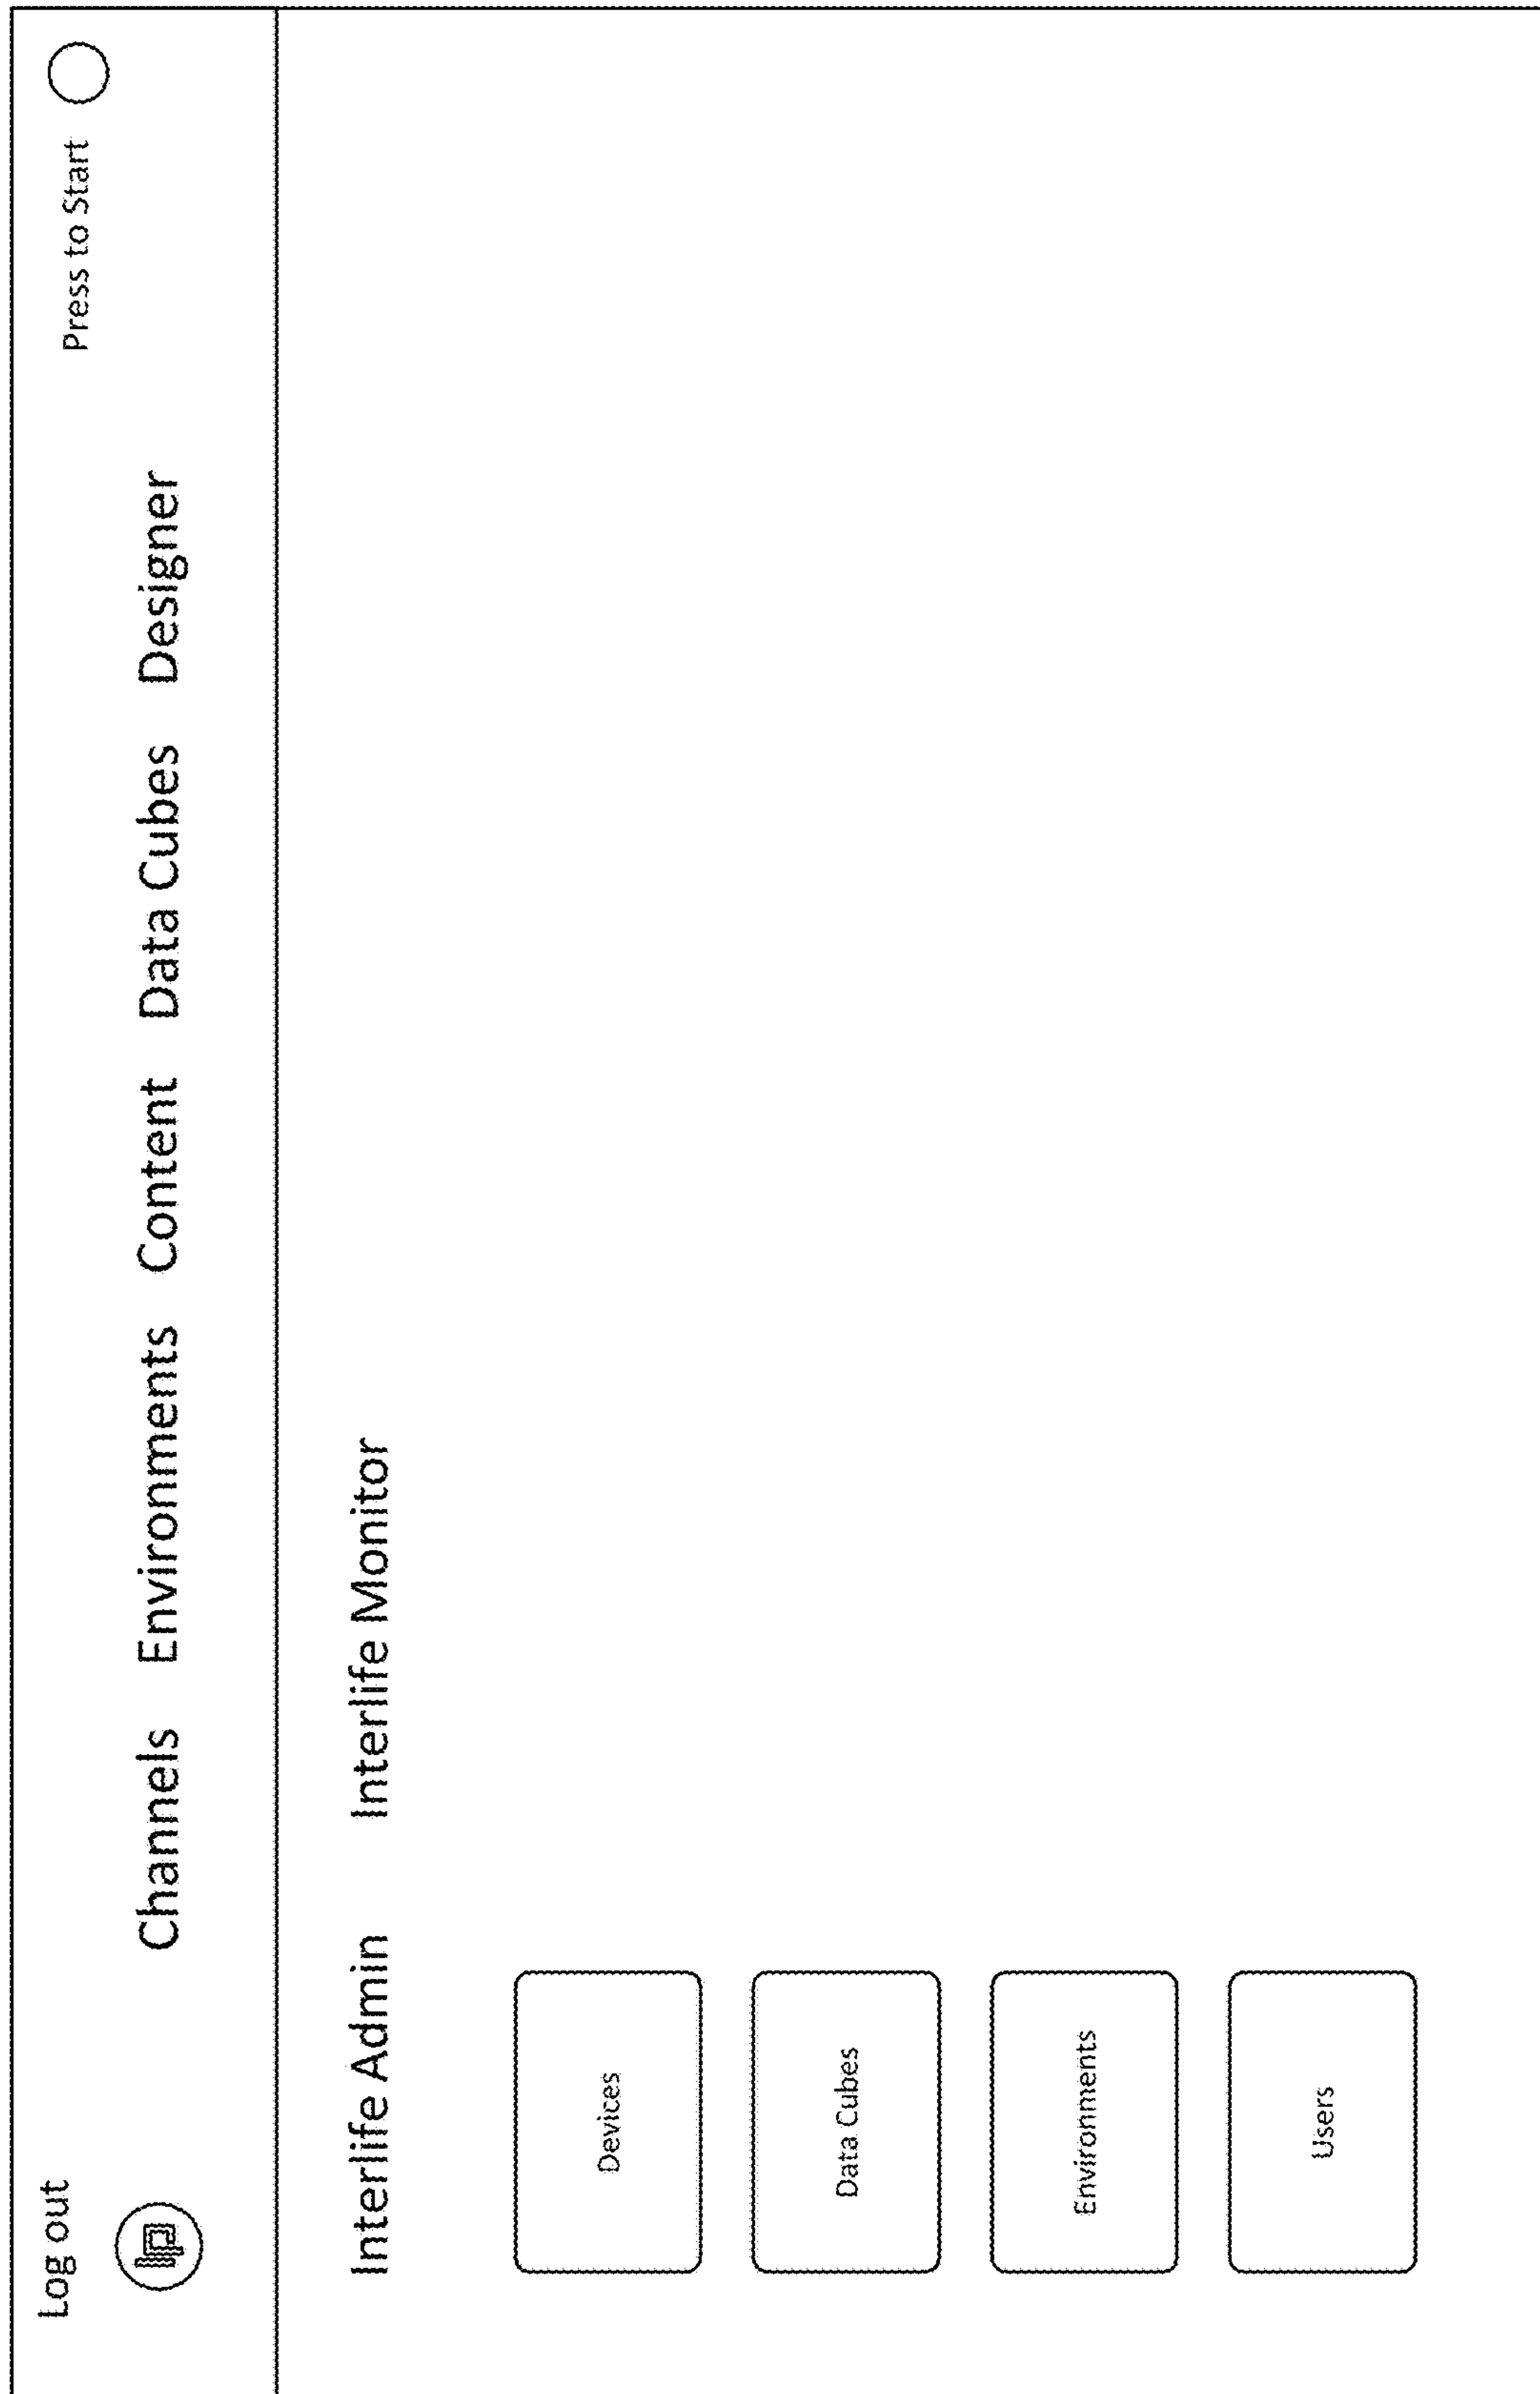 Log out Press to Start
Channels Environments Content Data Cubes Designer
Interlife Admin Interlife Monitor
Devices
Data Cubes
Environments
Users